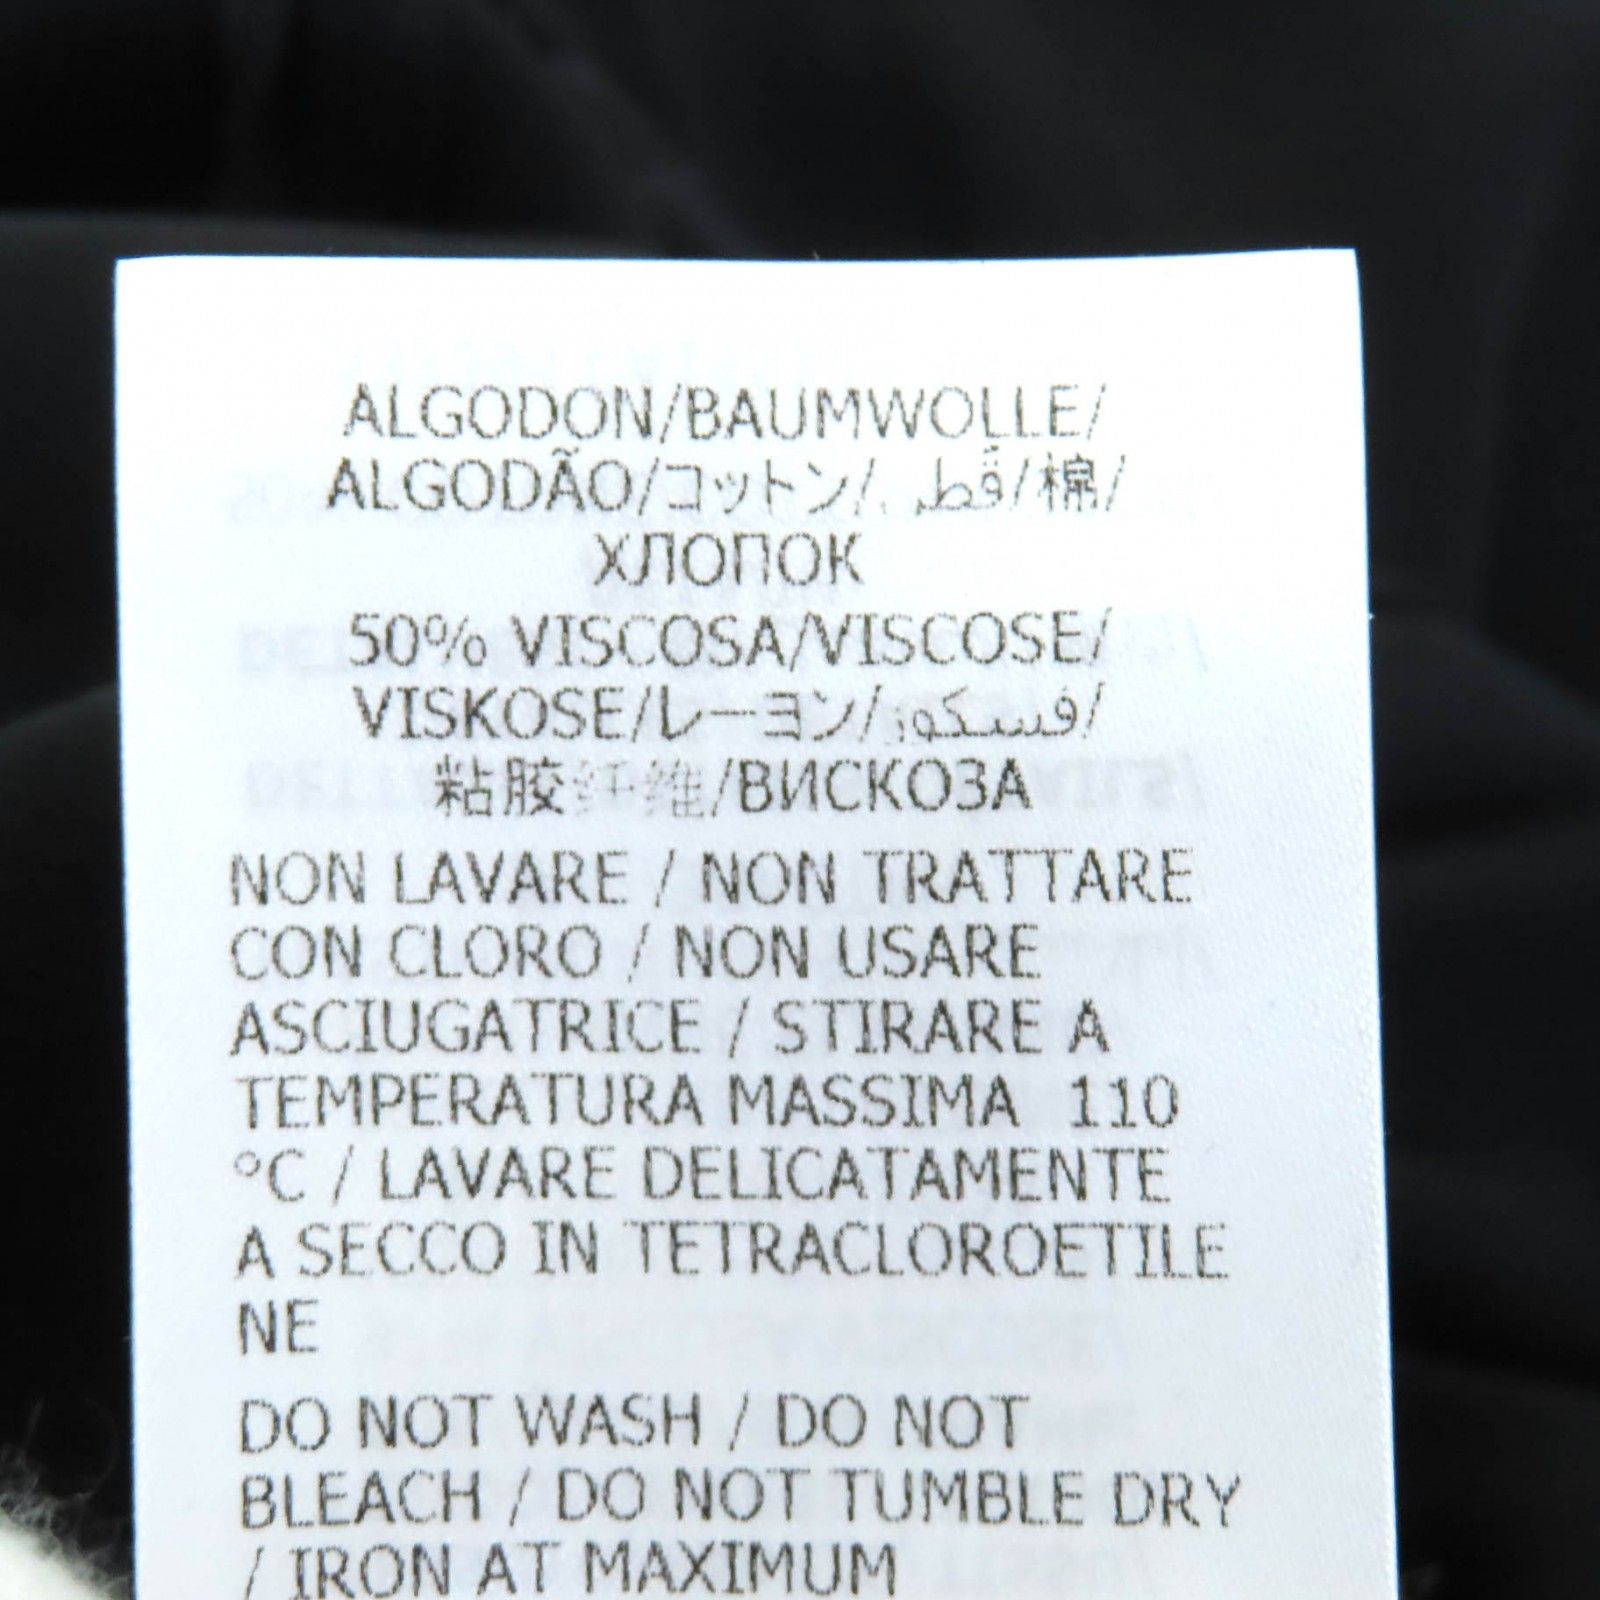 ALGODON/BAUMWOLLE/
ALGODÃO/コットン/قطن/棉/
ХЛОПОК
50% VISCOSA/VISCOSE/
VISKOSE/レーヨン/فسكوز/
粘胶纤维/ВИСКОЗА
NON LAVARE / NON TRATTARE
CON CLORO / NON USARE
ASCIUGATRICE / STIRARE A
TEMPERATURA MASSIMA 110
°C / LAVARE DELICATAMENTE
A SECCO IN TETRACLOROETILE
NE
DO NOT WASH / DO NOT
BLEACH / DO NOT TUMBLE DRY
/ IRON AT MAXIMUM